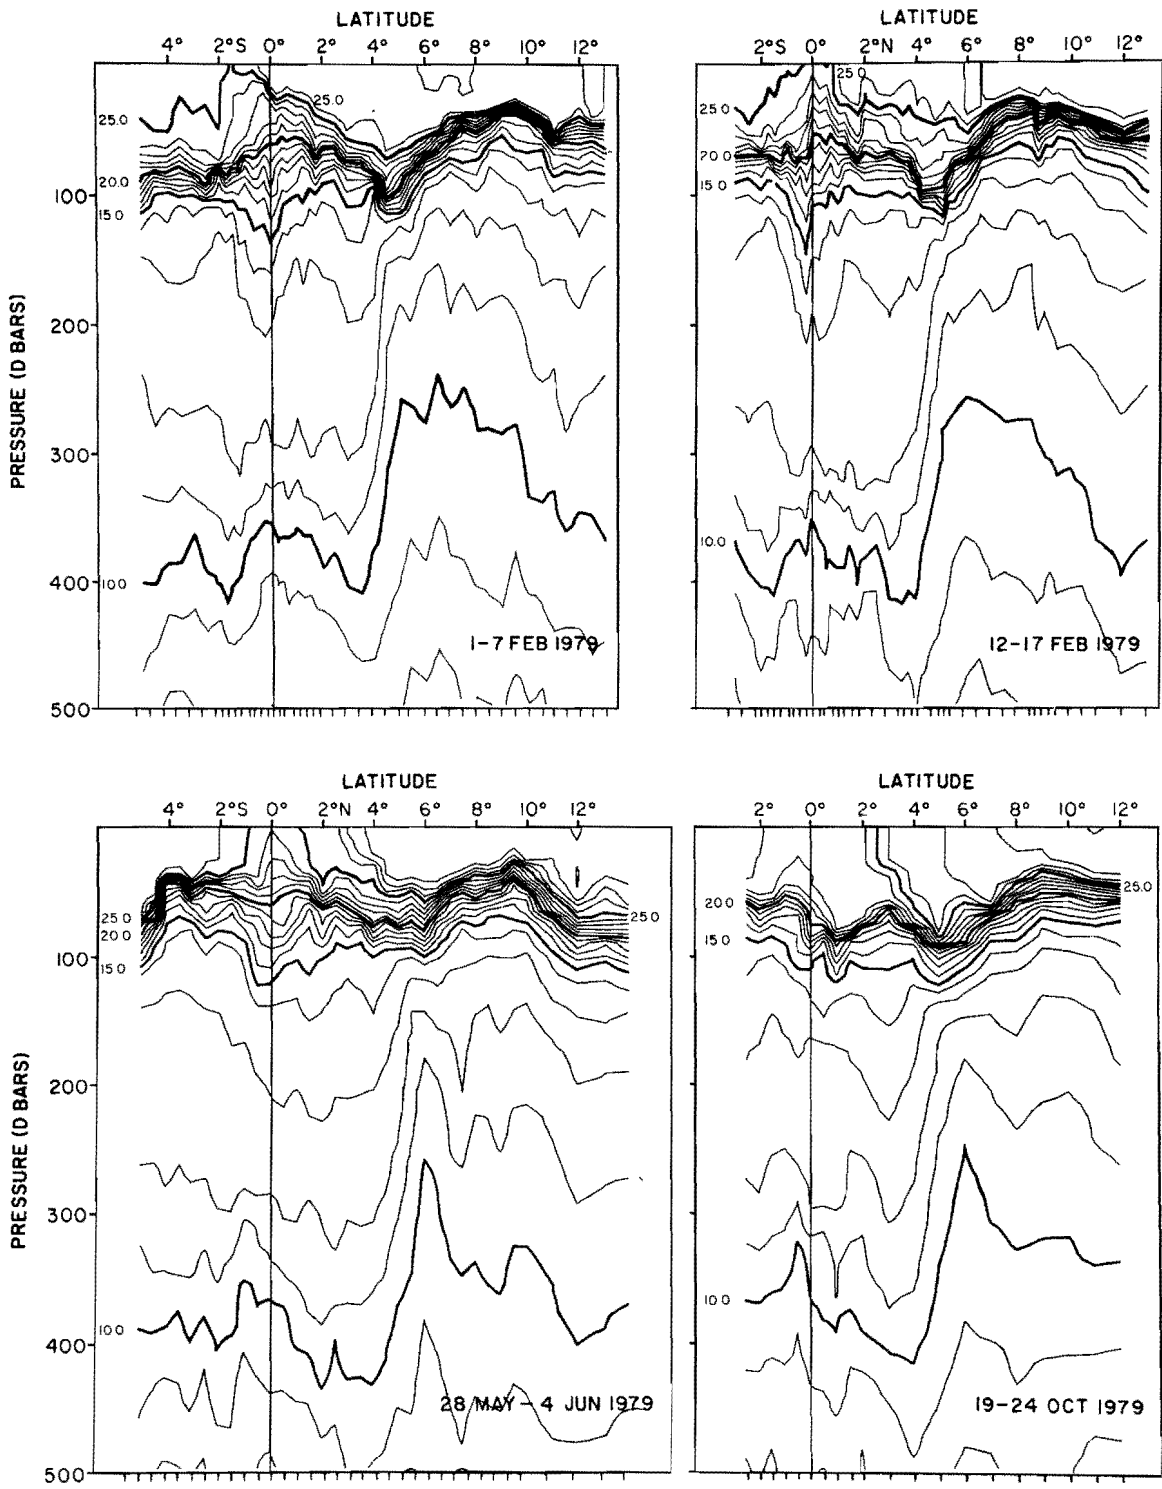 LATITUDE
4° 2°S 0° 2° 4° 6° 8° 10° 12°
25.0
25.0
20.0
15.0
100
200
300
400
500
10.0
PRESSURE (D BARS)
1-7 FEB 1979
LATITUDE
2°S 0° 2°N 4° 6° 8° 10° 12°
25.0
25.0
20.0
15.0
10.0
12-17 FEB 1979
LATITUDE
4° 2°S 0° 2°N 4° 6° 8° 10° 12°
25.0
25.0
20.0
15.0
100
200
300
400
500
10.0
PRESSURE (D BARS)
28 MAY - 4 JUN 1979
LATITUDE
2° 0° 2° 4° 6° 8° 10° 12°
25.0
20.0
15.0
10.0
19-24 OCT 1979